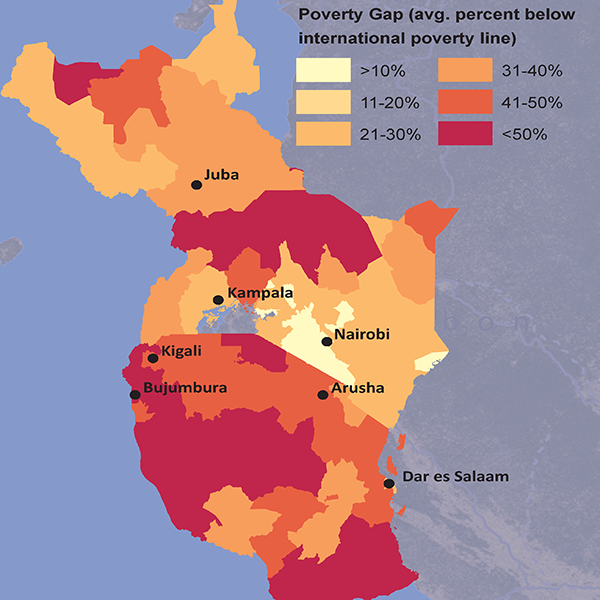 Poverty Gap (avg. percent below
international poverty line)
>10%
31-40%
11-20%
41-50%
21-30%
<50%
Juba
Kampala
Nairobi
Kigali
Bujumbura
Arusha
Dar es Salaam